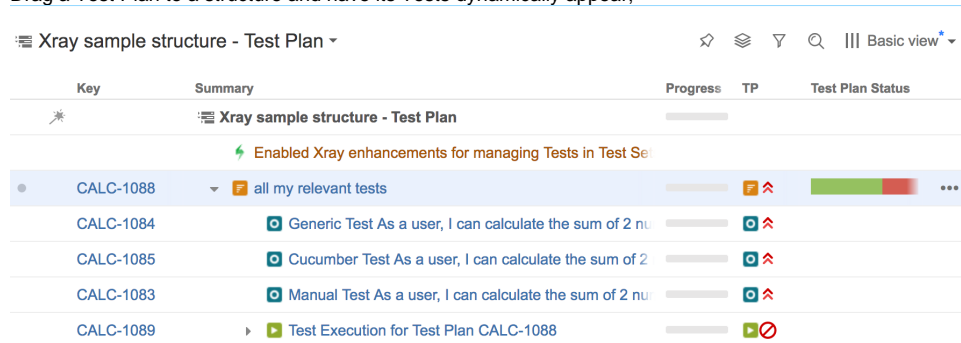 Drag a Test Plan to a structure and have its Tests dynamically appear;
Xray sample structure - Test Plan
Basic view*
Key Summary Progress TP Test Plan Status
Xray sample structure - Test Plan
Enabled Xray enhancements for managing Tests in Test Set
CALC-1088 all my relevant tests
CALC-1084 Generic Test As a user, I can calculate the sum of 2 nu
CALC-1085 Cucumber Test As a user, I can calculate the sum of 2
CALC-1083 Manual Test As a user, I can calculate the sum of 2 nu
CALC-1089 Test Execution for Test Plan CALC-1088